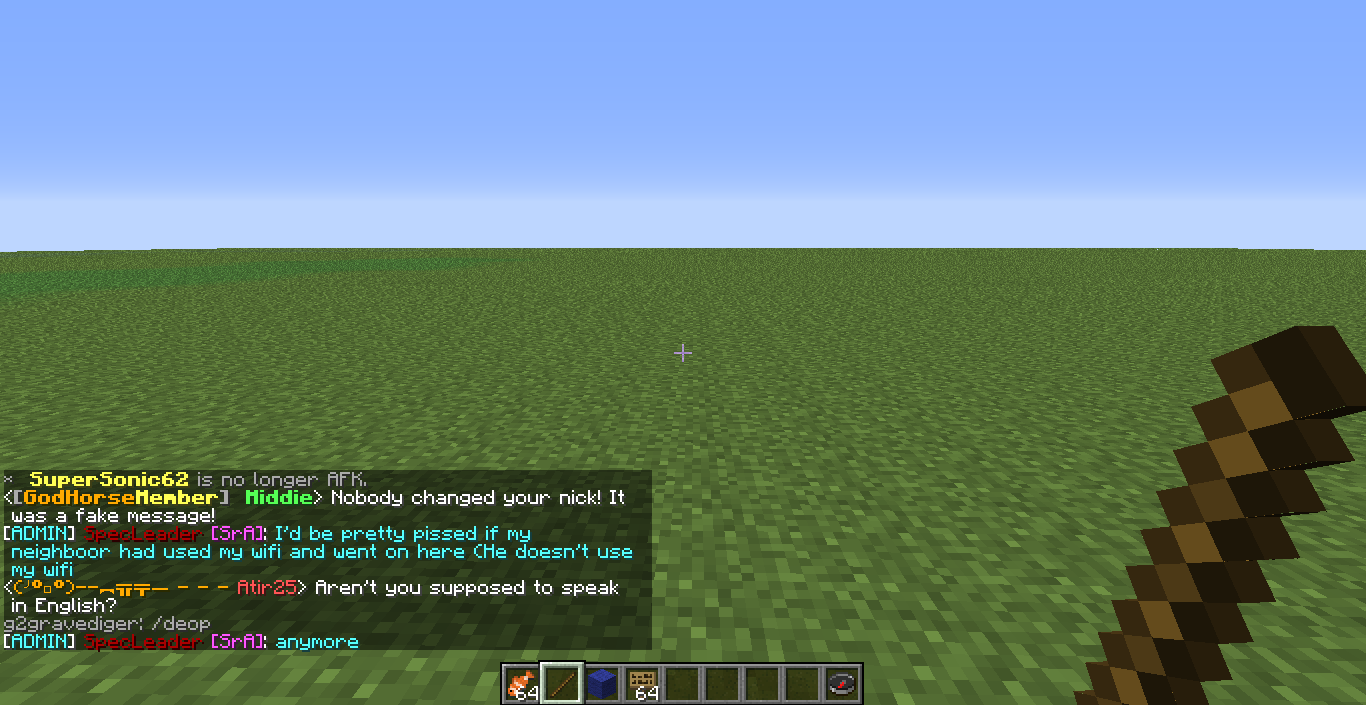 * SuperSonic62 is no longer AFK.
<[GodHorseMember] Middie> Nobody changed your nick! It
was a fake message!
[ADMIN] SpecLeader [SrA]: I'd be pretty pissed if my
neighboor had used my wifi and went on here (He doesn't use
my wifi
<(╯°□°)--︻╦╤─ - - - Atir25> Aren't you supposed to speak
in English?
g2gravediger: /deop
[ADMIN] SpecLeader [SrA]: anymore
64
64